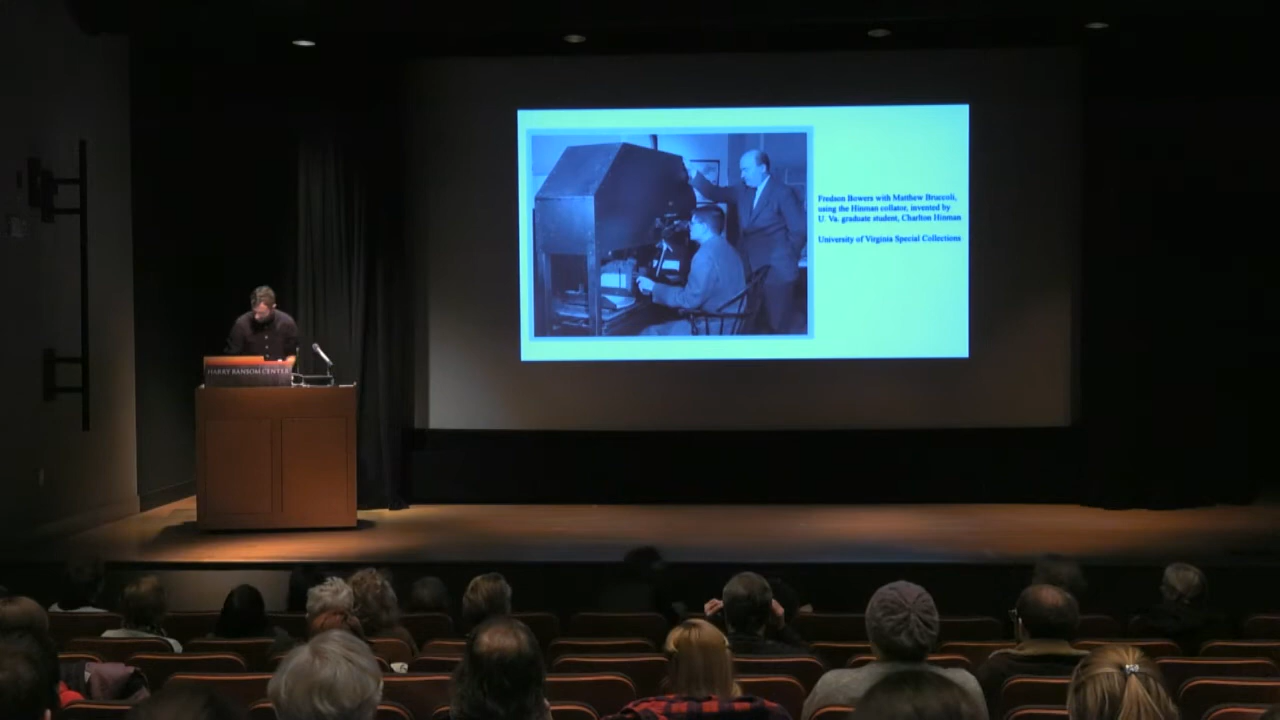 Fredson Bowers with Matthew Bruccoli,
using the Hinman collator, invented by
U. Va. graduate student, Charlton Hinman
University of Virginia Special Collections
HARRY RANSOM CENTER